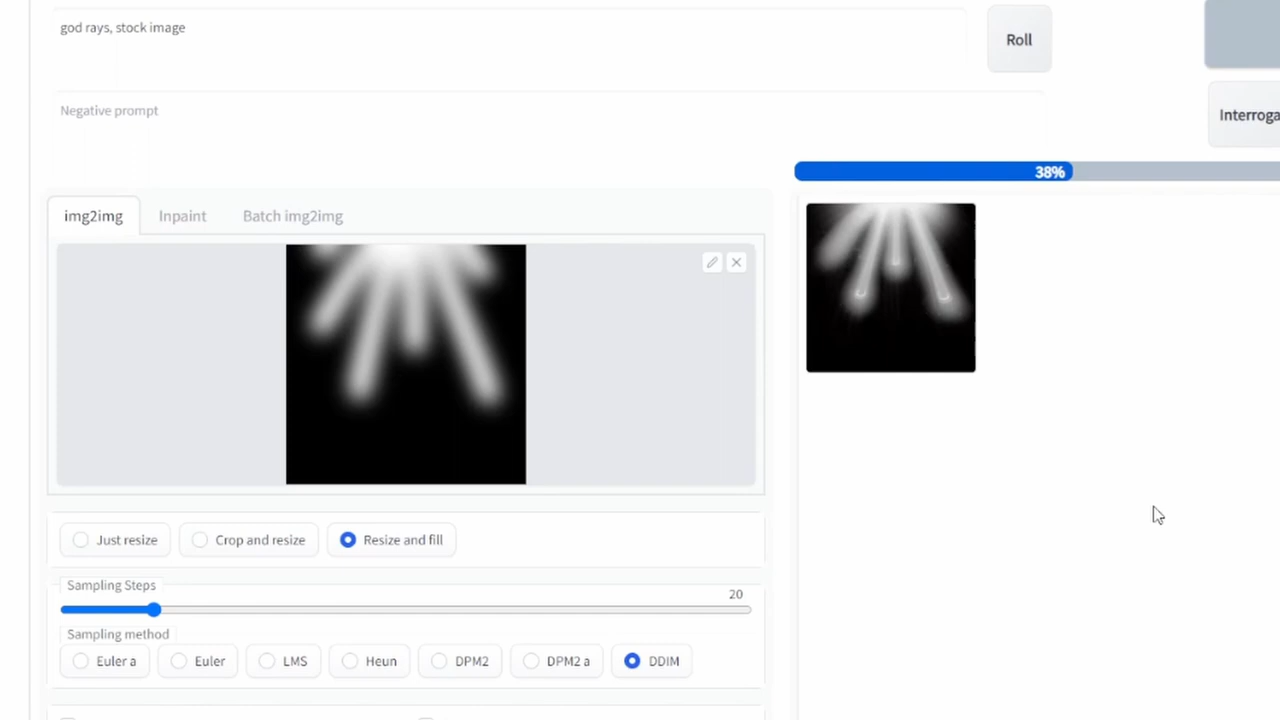 god rays, stock image
Roll
Negative prompt
Interroga
38%
img2img
Inpaint
Batch img2img
Just resize
Crop and resize
Resize and fill
Sampling Steps
20
Sampling method
Euler a
Euler
LMS
Heun
DPM2
DPM2 a
DDIM